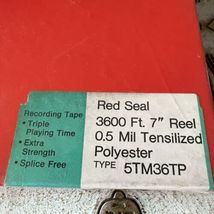 Recording Tape
• Triple
Playing Time
• Extra
Strength
• Splice Free
Red Seal
3600 Ft. 7" Reel
0.5 Mil Tensilized
Polyester
TYPE 5TM36TP